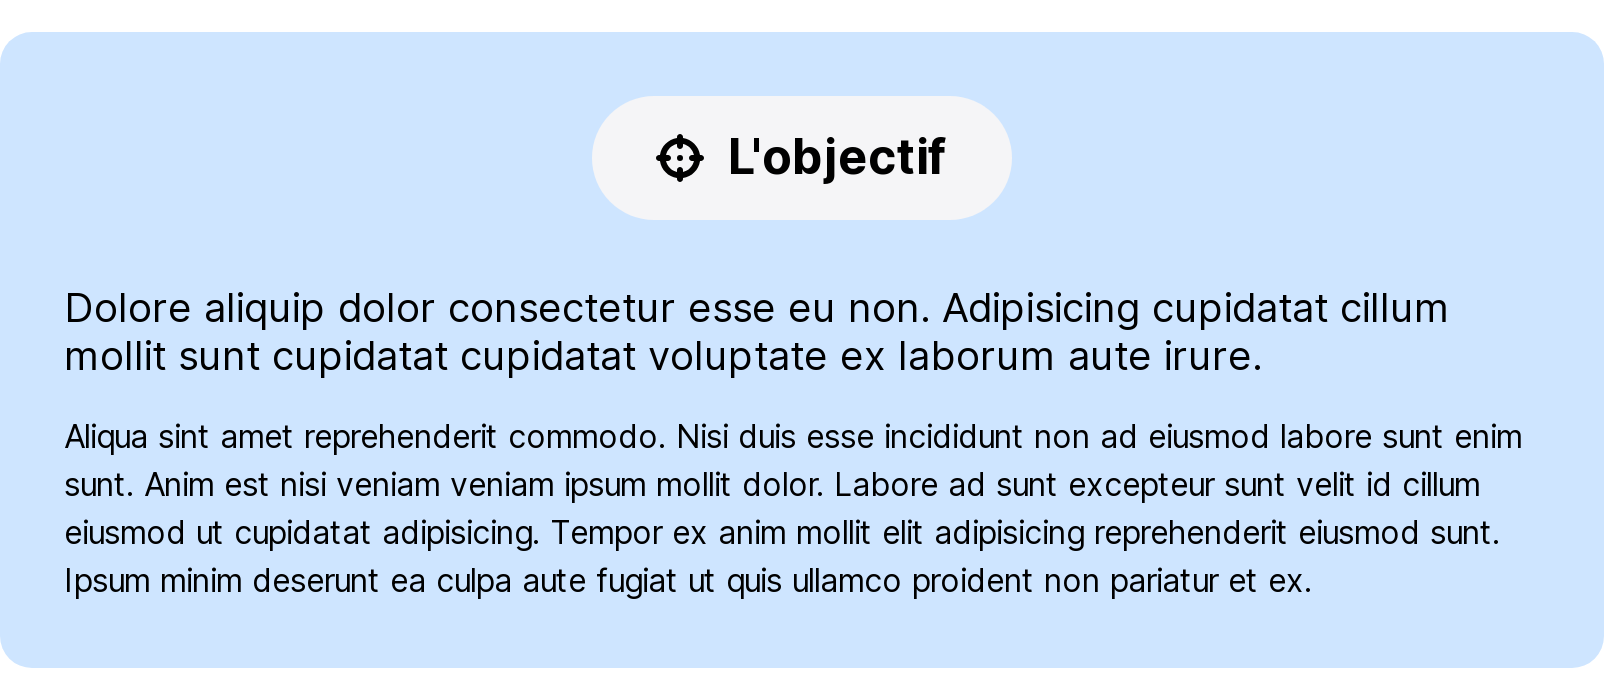 L'objectif
Dolore aliquip dolor consectetur esse eu non. Adipisicing cupidatat cillum
mollit sunt cupidatat cupidatat voluptate ex laborum aute irure.
Aliqua sint amet reprehenderit commodo. Nisi duis esse incididunt non ad eiusmod labore sunt enim
sunt. Anim est nisi veniam veniam ipsum mollit dolor. Labore ad sunt excepteur sunt velit id cillum
eiusmod ut cupidatat adipisicing. Tempor ex anim mollit elit adipisicing reprehenderit eiusmod sunt.
Ipsum minim deserunt ea culpa aute fugiat ut quis ullamco proident non pariatur et ex.